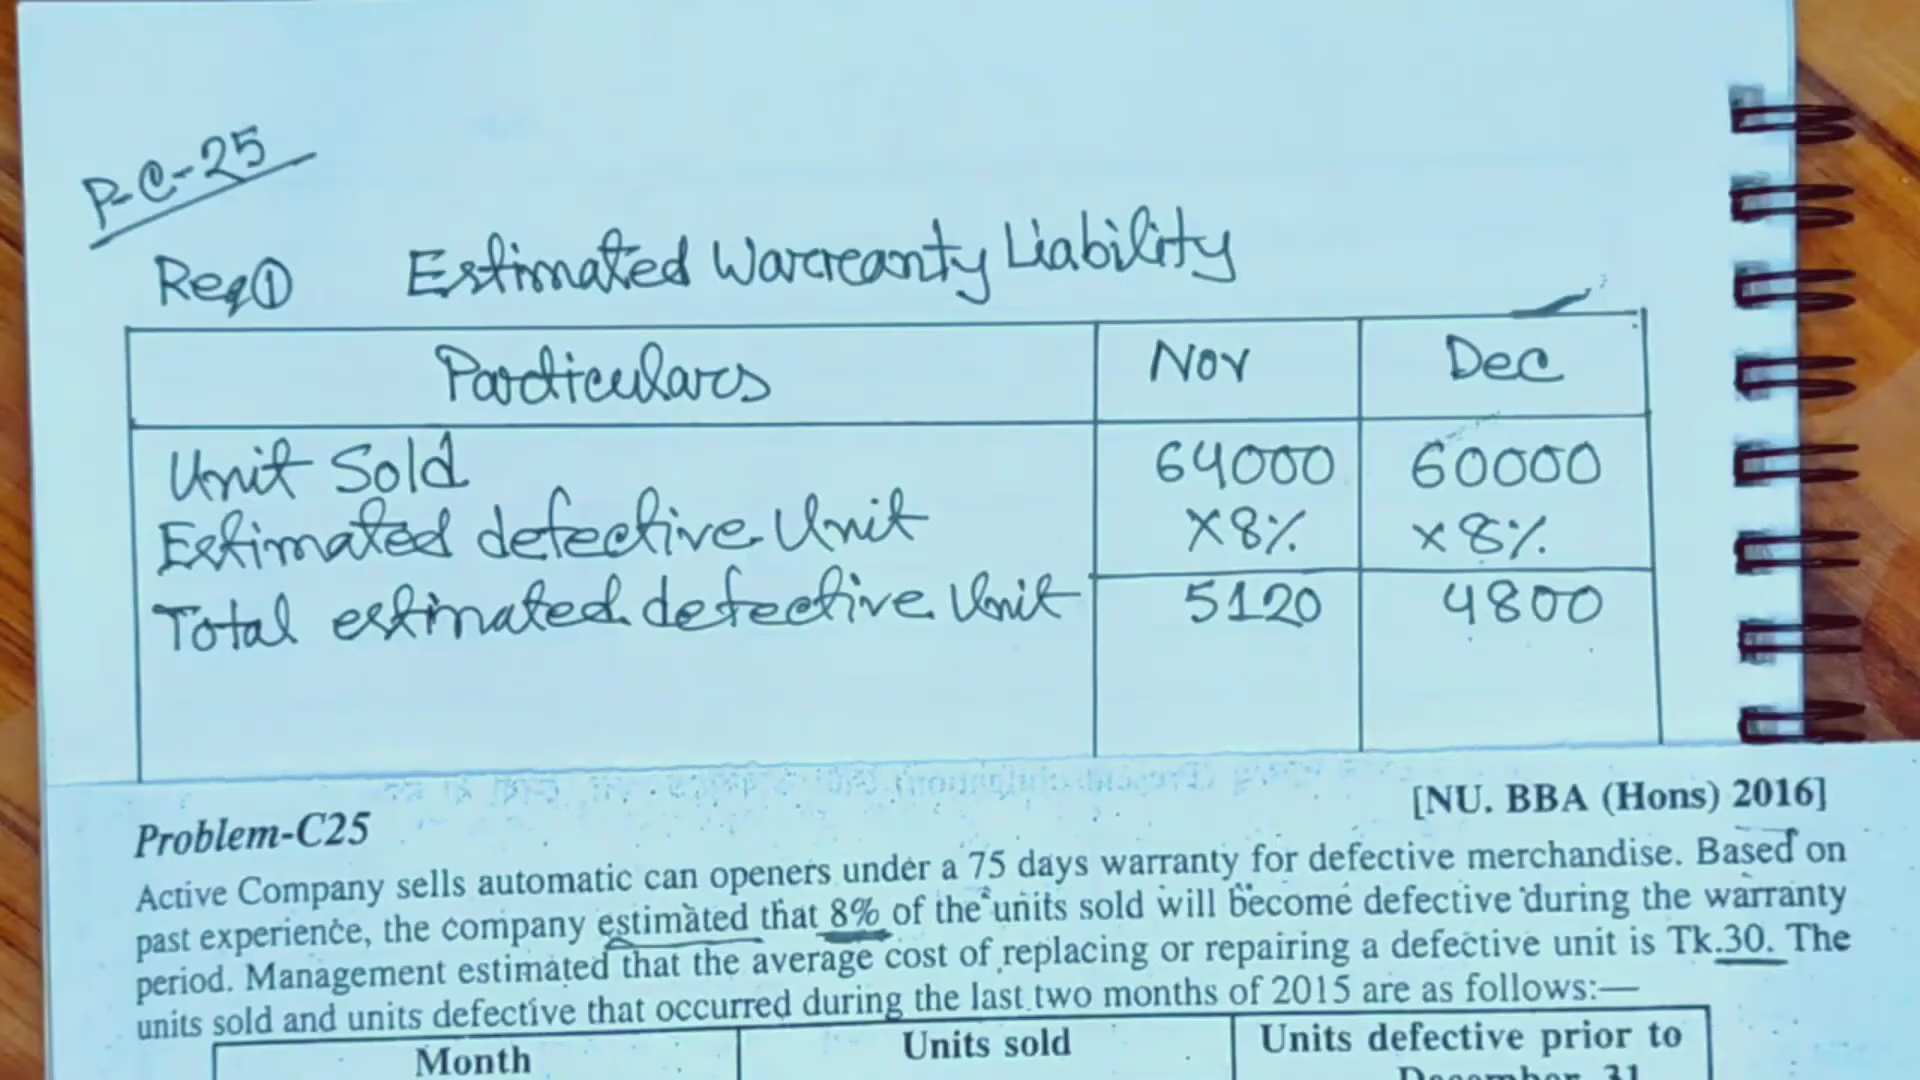 P-C-25
Req① Estimated Warranty Liability
Particulars Nov Dec
Unit Sold 64000 60000
Estimated defective Unit ×8% ×8%
Total estimated defective Unit 5120 4800
[NU. BBA (Hons) 2016]
Problem-C25
Active Company sells automatic can openers under a 75 days warranty for defective merchandise. Based on
past experience, the company estimated that 8% of the units sold will become defective during the warranty
period. Management estimated that the average cost of replacing or repairing a defective unit is Tk.30. The
units sold and units defective that occurred during the last two months of 2015 are as follows:—
Month Units sold Units defective prior to
December 31